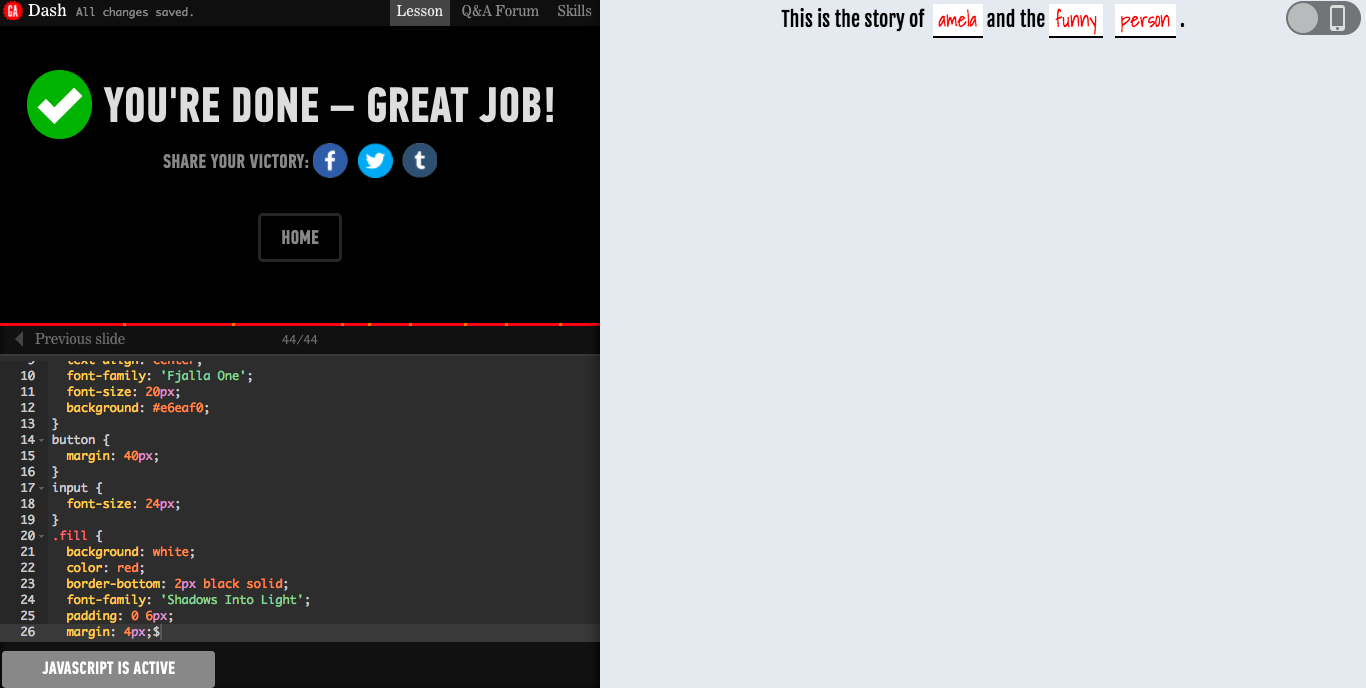 GA Dash All changes saved. Lesson Q&A Forum Skills
YOU'RE DONE – GREAT JOB!
SHARE YOUR VICTORY: f t
HOME
Previous slide 44/44
9 text-align: center;
10 font-family: 'Fjalla One';
11 font-size: 20px;
12 background: #e6eaf0;
13 }
14 button {
15 margin: 40px;
16 }
17 input {
18 font-size: 24px;
19 }
20 .fill {
21 background: white;
22 color: red;
23 border-bottom: 2px black solid;
24 font-family: 'Shadows Into Light';
25 padding: 0 6px;
26 margin: 4px;$
JAVASCRIPT IS ACTIVE
This is the story of amela and the funny person .